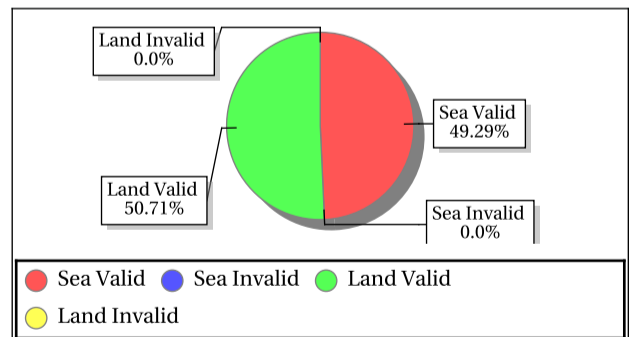 Land Invalid
0.0%
Sea Valid
49.29%
Land Valid
50.71%
Sea Invalid
0.0%
Sea Valid Sea Invalid Land Valid
Land Invalid